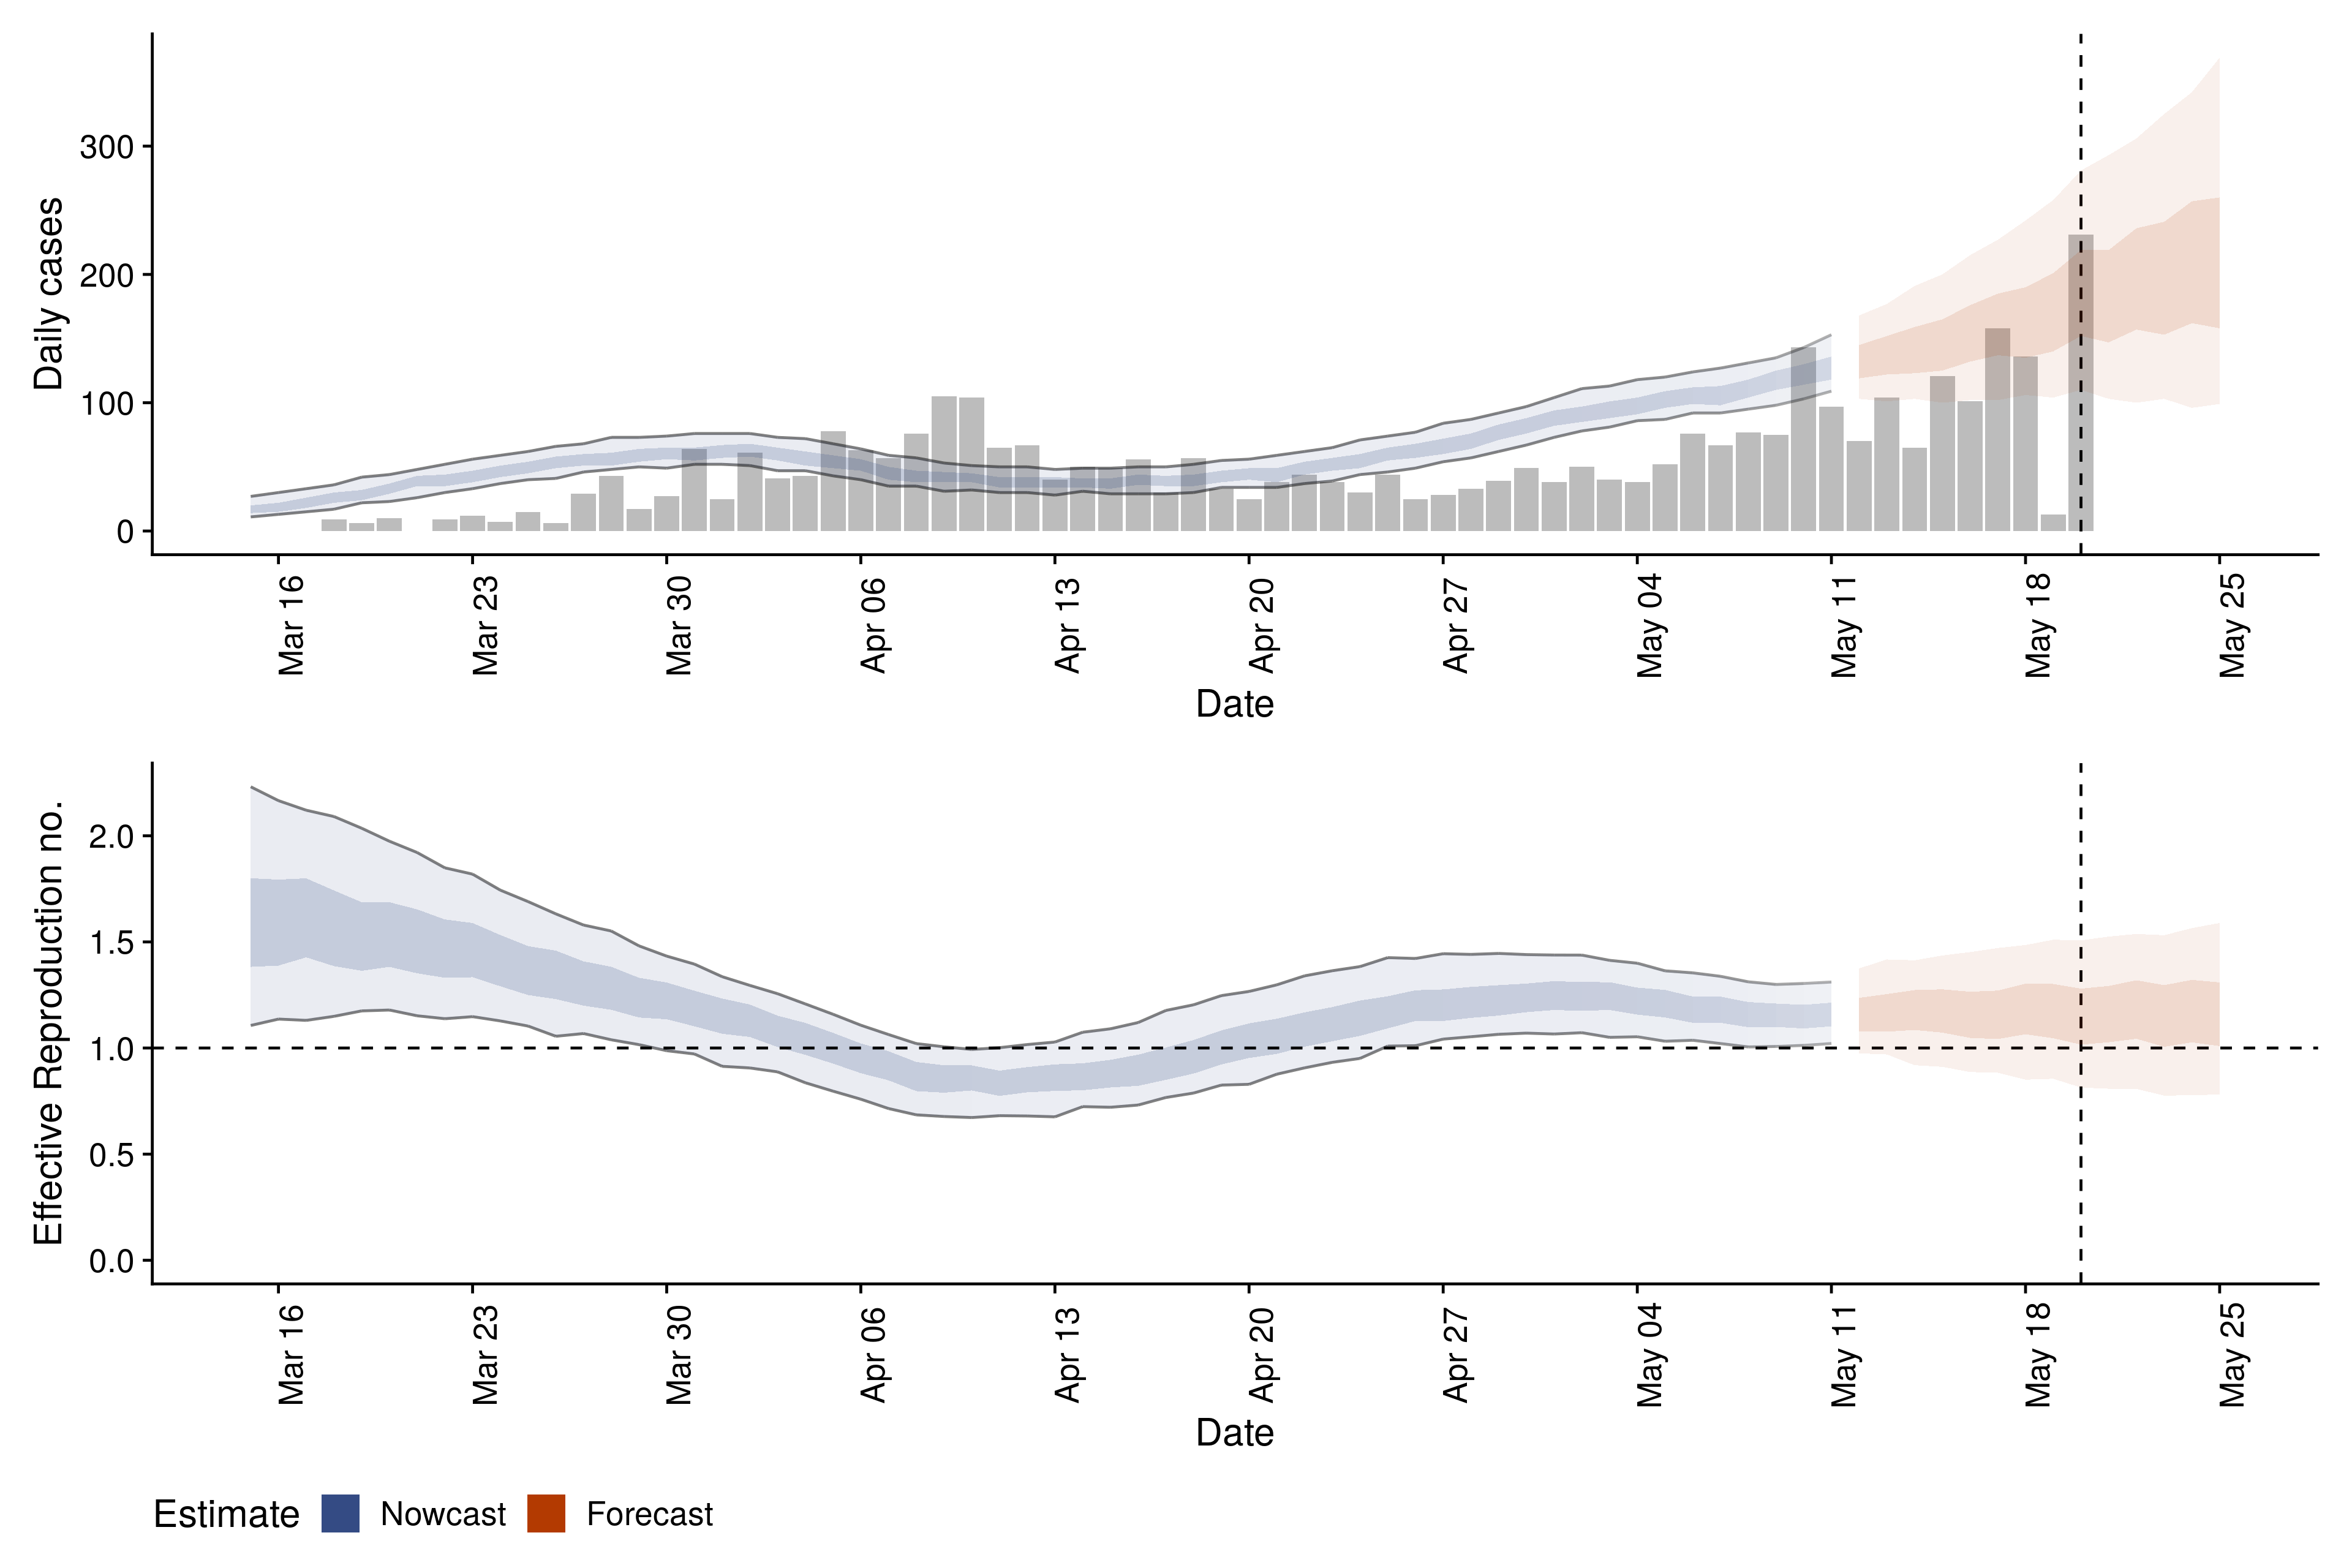 Daily cases
300
200
100
0
Mar 16
Mar 23
Mar 30
Apr 06
Apr 13
Apr 20
Apr 27
May 04
May 11
May 18
May 25
Date
Effective Reproduction no.
2.0
1.5
1.0
0.5
0.0
Mar 16
Mar 23
Mar 30
Apr 06
Apr 13
Apr 20
Apr 27
May 04
May 11
May 18
May 25
Date
Estimate Nowcast Forecast